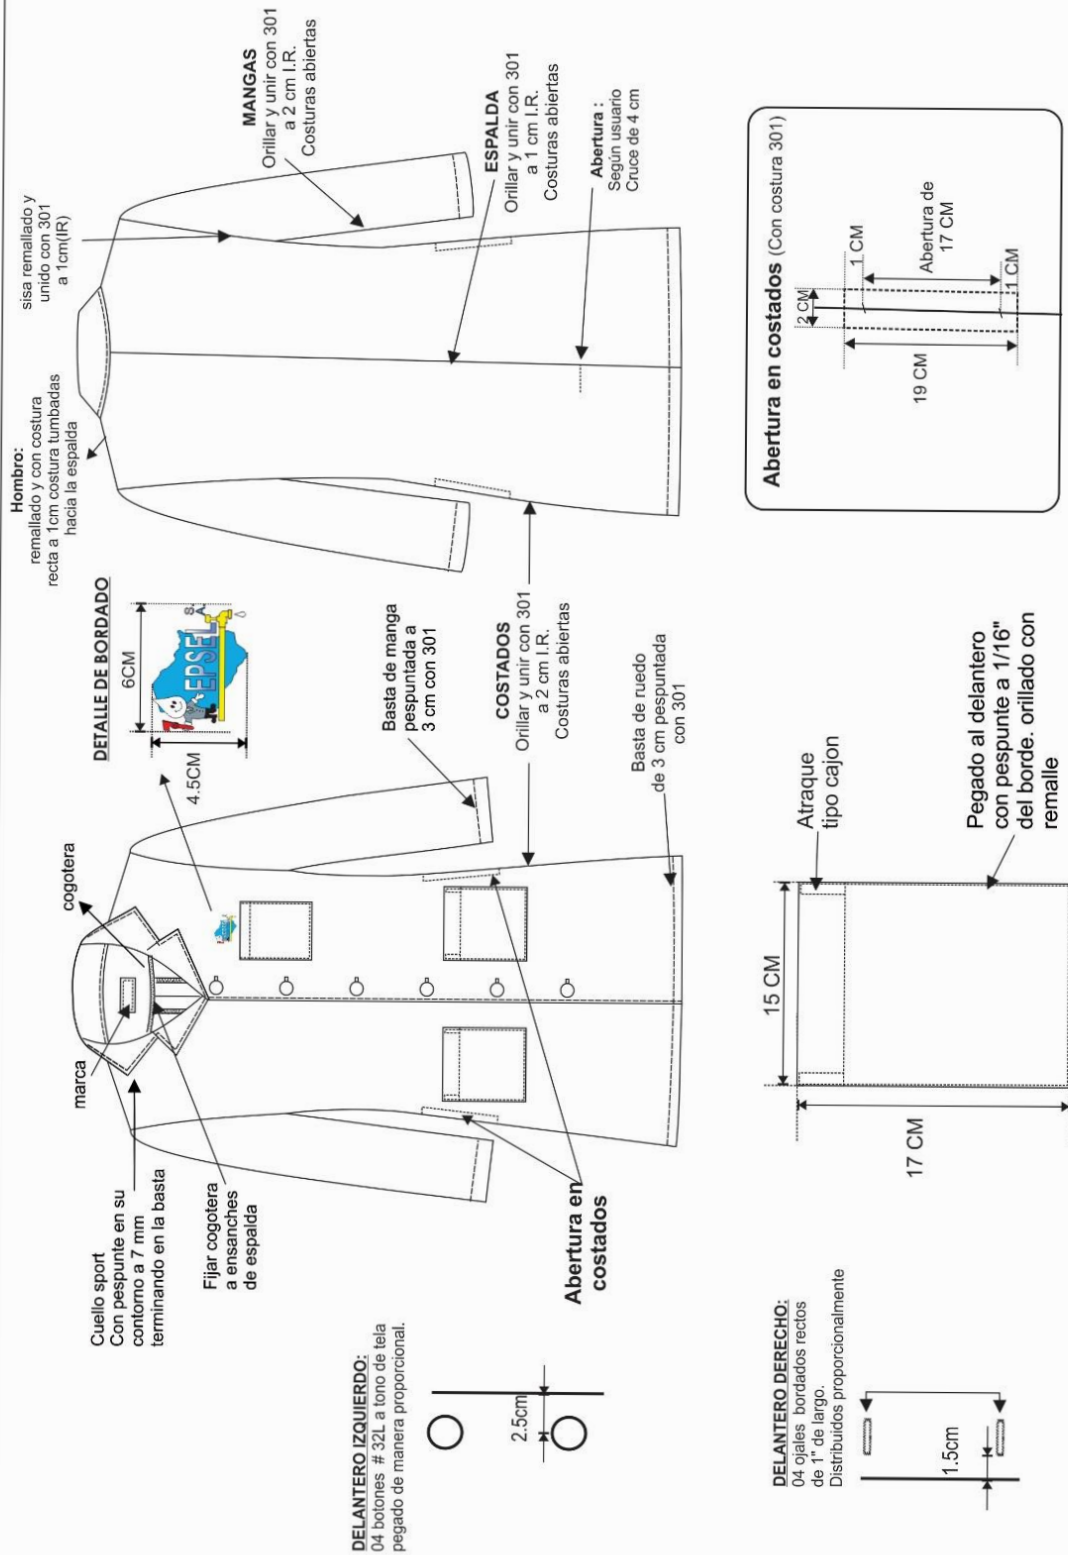 Cuello sport
Con pespunte en su
contorno a 7 mm
terminando en la basta
marca
cogotera
Fijar cogotera
a ensanches
de espalda
Abertura en
costados
DETALLE DE BORDADO
6CM
4.5CM
EPSEL
S.A.
Basta de manga
pespuntada a
3 cm con 301
COSTADOS
Orillar y unir con 301
a 2 cm I.R.
Costuras abiertas
Basta de ruedo
de 3 cm pespuntada
con 301
Hombro:
remallado y con costura
recta a 1cm costura tumbadas
hacia la espalda
sisa remallado y
unido con 301
a 1cm(IR)
MANGAS
Orillar y unir con 301
a 2 cm I.R.
Costuras abiertas
ESPALDA
Orillar y unir con 301
a 1 cm I.R.
Costuras abiertas
Abertura :
Según usuario
Cruce de 4 cm
DELANTERO IZQUIERDO:
04 botones # 32L a tono de tela
pegado de manera proporcional.
2.5cm
DELANTERO DERECHO:
04 ojales bordados rectos
de 1" de largo.
Distribuidos proporcionalmente
1.5cm
15 CM
17 CM
Atraque
tipo cajon
Pegado al delantero
con pespunte a 1/16"
del borde. orillado con
remalle
Abertura en costados (Con costura 301)
2 CM
1 CM
19 CM
Abertura de
17 CM
1 CM